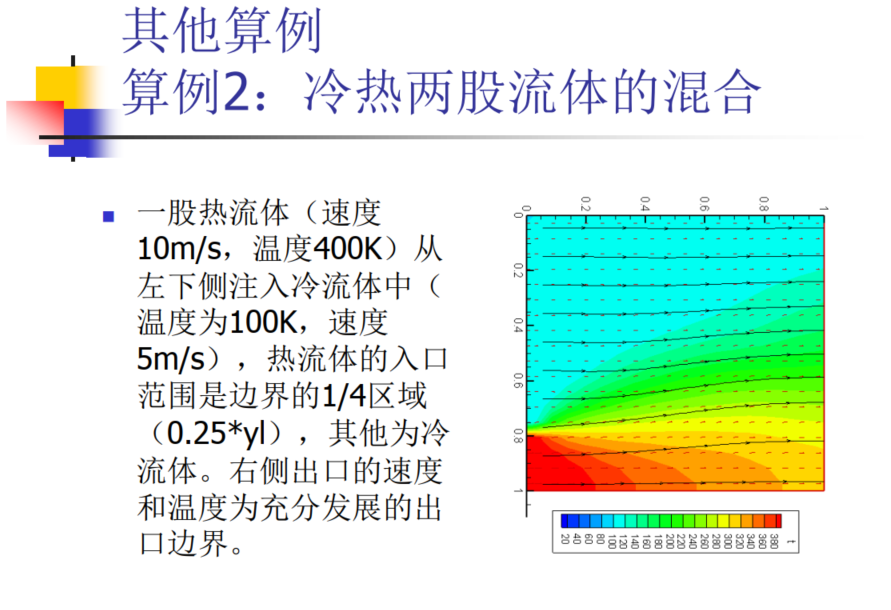 其他算例
算例2：冷热两股流体的混合
一股热流体（速度
10m/s，温度400K）从
左下侧注入冷流体中（
温度为100K，速度
5m/s），热流体的入口
范围是边界的1/4区域
（0.25*yl），其他为冷
流体。右侧出口的速度
和温度为充分发展的出
口边界。
0 0.2 0.4 0.6 0.8 1
0
0.2
0.4
0.6
0.8
1
20 40 60 80 100 120 140 160 180 200 220 240 260 280 300 320 340 360 380 t